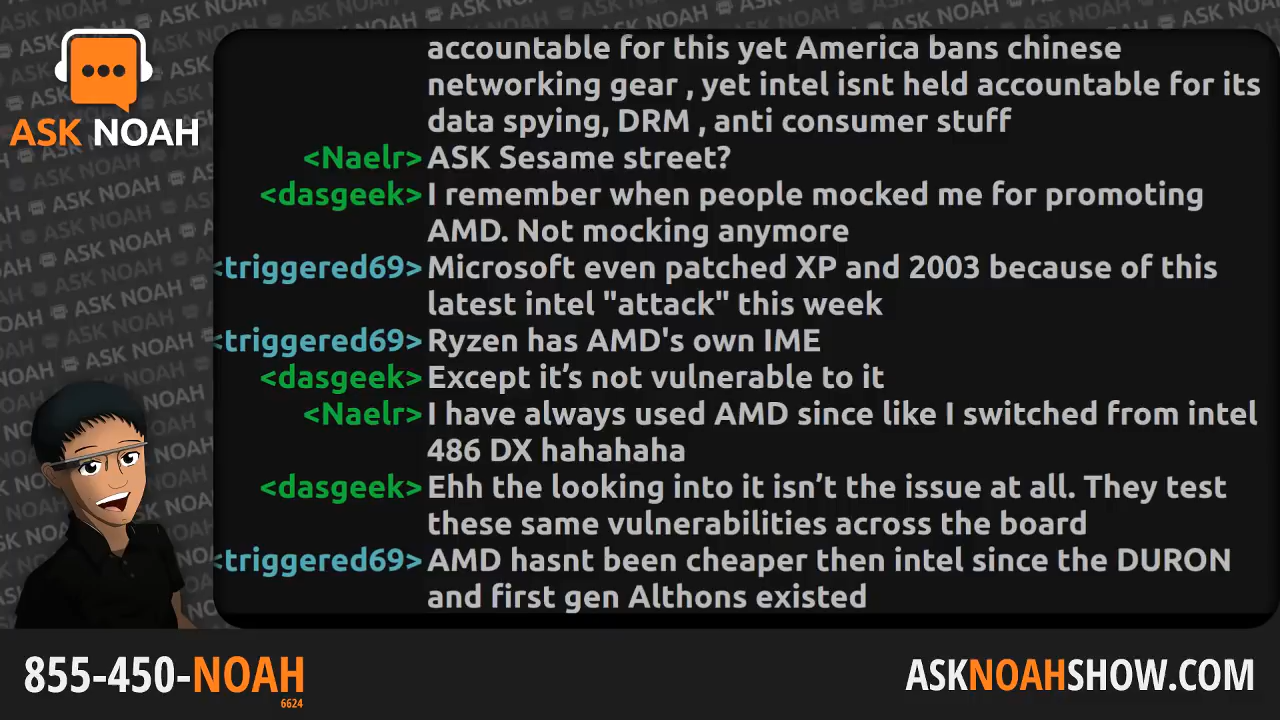 ASK NOAH
accountable for this yet America bans chinese
networking gear , yet intel isnt held accountable for its
data spying, DRM , anti consumer stuff
<Naelr> ASK Sesame street?
<dasgeek> I remember when people mocked me for promoting
AMD. Not mocking anymore
<triggered69> Microsoft even patched XP and 2003 because of this
latest intel "attack" this week
<triggered69> Ryzen has AMD's own IME
<dasgeek> Except it’s not vulnerable to it
<Naelr> I have always used AMD since like I switched from intel
486 DX hahahaha
<dasgeek> Ehh the looking into it isn’t the issue at all. They test
these same vulnerabilities across the board
<triggered69> AMD hasnt been cheaper then intel since the DURON
and first gen Althons existed
855-450-NOAH
6624
ASKNOAHSHOW.COM